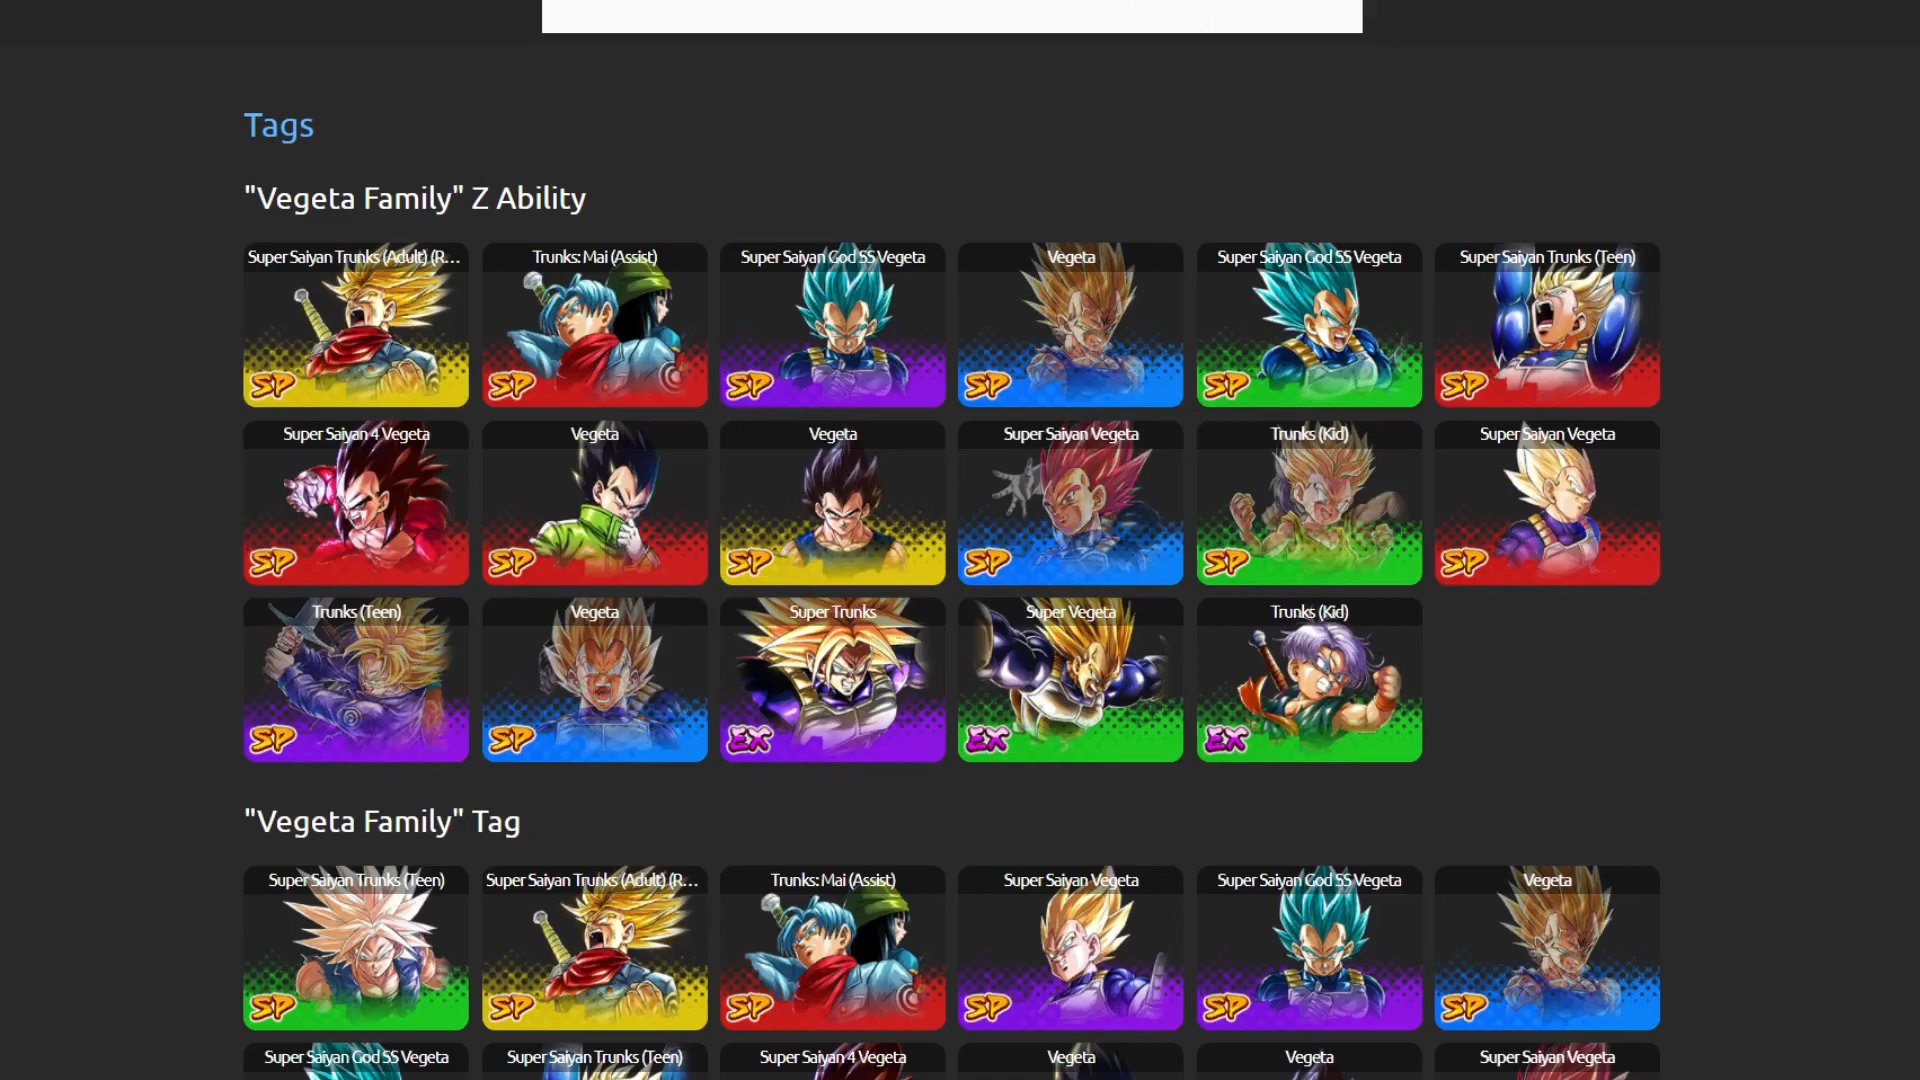 Tags
"Vegeta Family" Z Ability
Super Saiyan Trunks (Adult) (R...
Trunks: Mai (Assist)
Super Saiyan God SS Vegeta
Vegeta
Super Saiyan God SS Vegeta
Super Saiyan Trunks (Teen)
SP
SP
SP
SP
SP
SP
Super Saiyan 4 Vegeta
Vegeta
Vegeta
Super Saiyan Vegeta
Trunks (Kid)
Super Saiyan Vegeta
SP
SP
SP
SP
SP
SP
Trunks (Teen)
Vegeta
Super Trunks
Super Vegeta
Trunks (Kid)
SP
SP
EX
EX
EX
"Vegeta Family" Tag
Super Saiyan Trunks (Teen)
Super Saiyan Trunks (Adult) (R...
Trunks: Mai (Assist)
Super Saiyan Vegeta
Super Saiyan God SS Vegeta
Vegeta
SP
SP
SP
SP
SP
SP
Super Saiyan God SS Vegeta
Super Saiyan Trunks (Teen)
Super Saiyan 4 Vegeta
Vegeta
Vegeta
Super Saiyan Vegeta